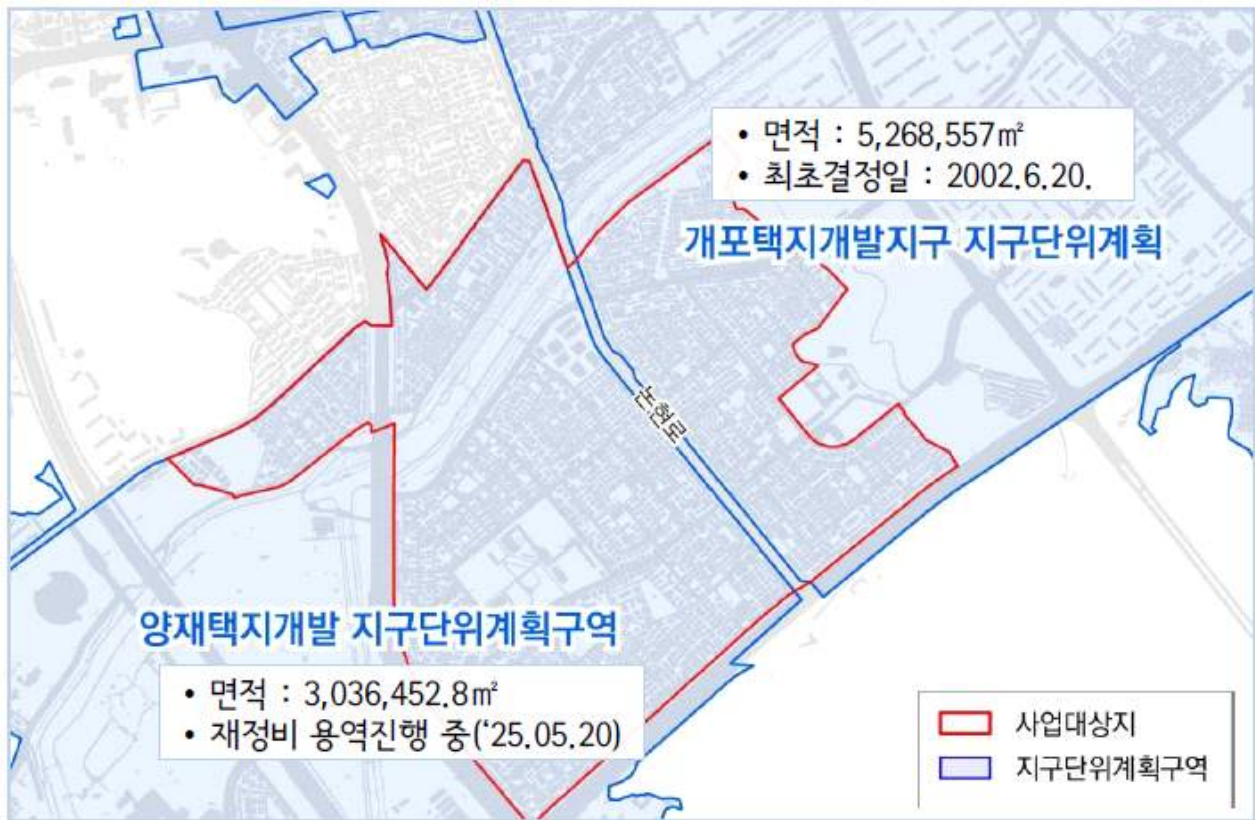 • 면적 : 5,268,557㎡
• 최초결정일 : 2002.6.20.
개포택지개발지구 지구단위계획
논현로
양재택지개발 지구단위계획구역
• 면적 : 3,036,452.8㎡
• 재정비 용역진행 중(‘25.05.20)
사업대상지
지구단위계획구역